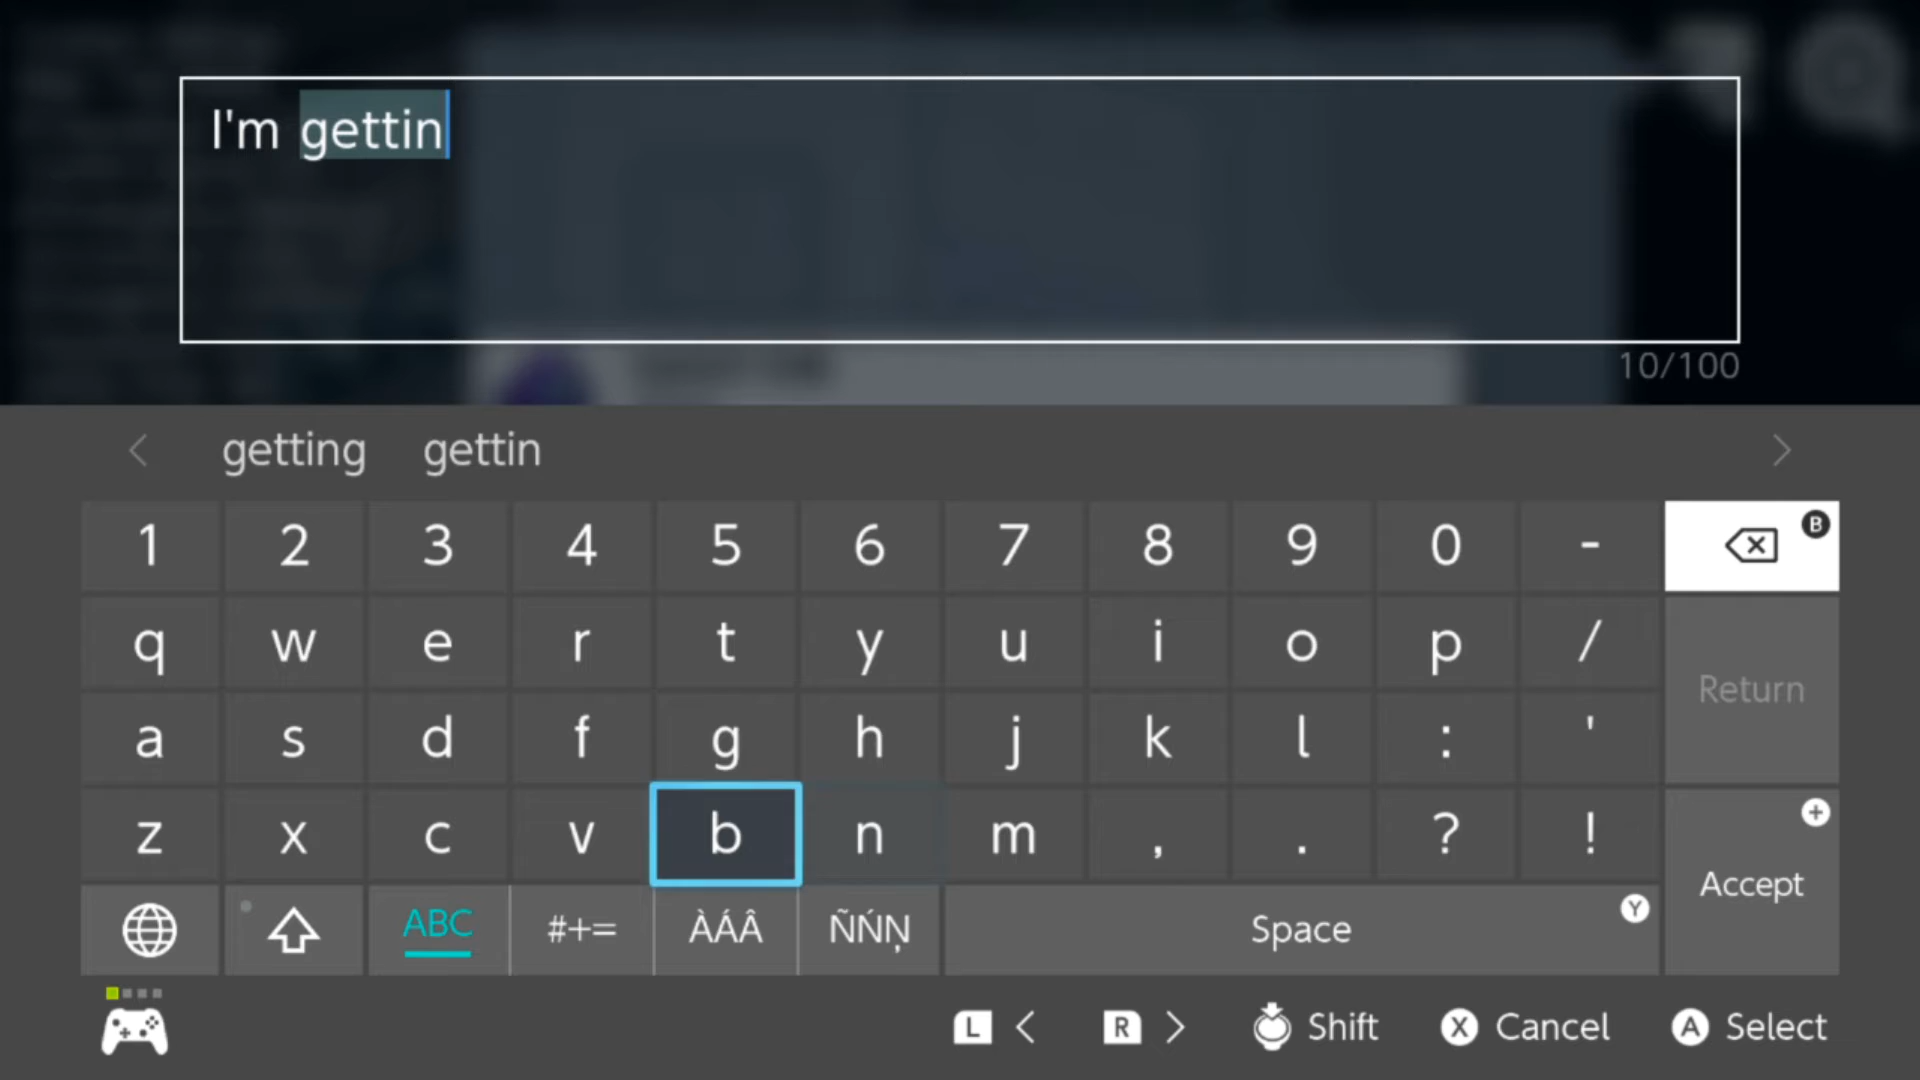 I'm gettin
10/100
getting gettin
1 2 3 4 5 6 7 8 9 0 - B
q w e r t y u i o p /
Return
a s d f g h j k l : '
z x c v b n m , . ? !
Accept
ABC #+= ÀÁÂ ÑŃŅ Space Y
L R Shift X Cancel A Select